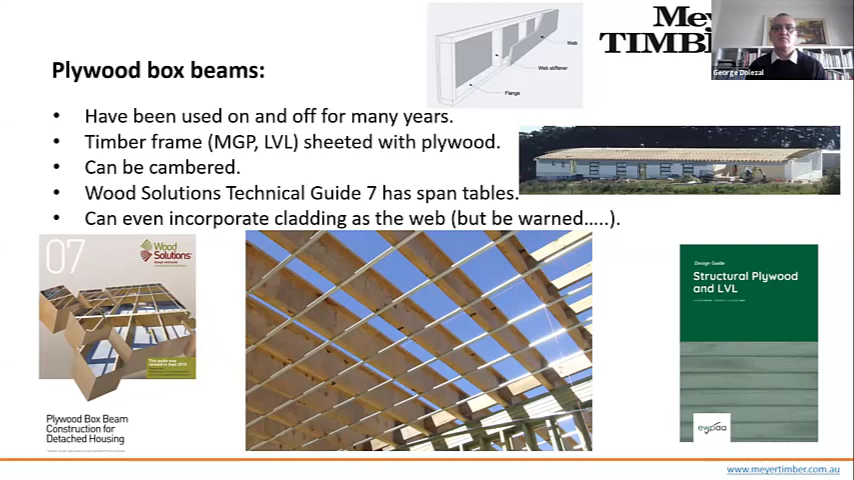 Plywood box beams:
Web
Web stiffener
Flange
TIMB
George Dolezal
• Have been used on and off for many years.
• Timber frame (MGP, LVL) sheeted with plywood.
• Can be cambered.
• Wood Solutions Technical Guide 7 has span tables.
• Can even incorporate cladding as the web (but be warned…..).
07
Wood
Solutions
Plywood Box Beam
Construction for
Detached Housing
Design Guide
Structural Plywood
and LVL
ewpaa
www.meyertimber.com.au